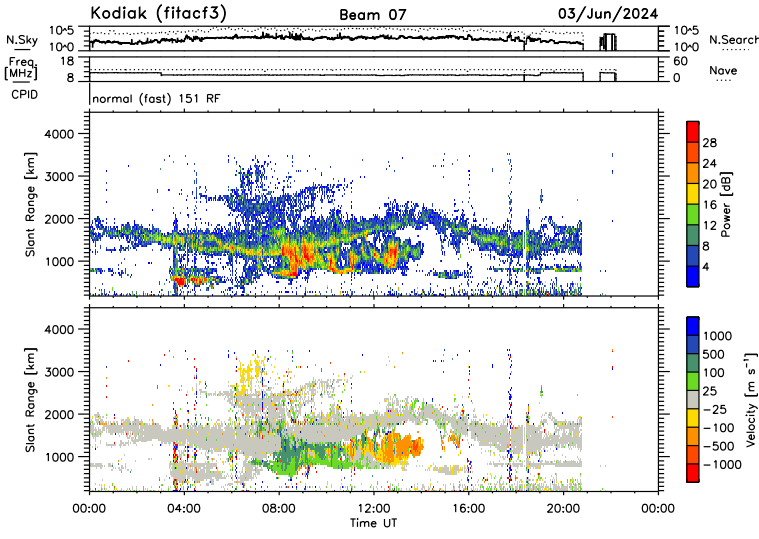 Kodiak (fitacf3)
Beam 07
03/Jun/2024
N.Sky
10^5
10^0
10^5
10^0
N.Search
Freq.
[MHz]
18
8
60
0
Nave
CPID
normal (fast) 151 RF
Slant Range [km]
4000
3000
2000
1000
28
24
20
16
12
8
4
Power [dB]
Slant Range [km]
4000
3000
2000
1000
1000
500
100
25
−25
−100
−500
−1000
Velocity [m s⁻¹]
00:00 04:00 08:00 12:00 16:00 20:00 00:00
Time UT